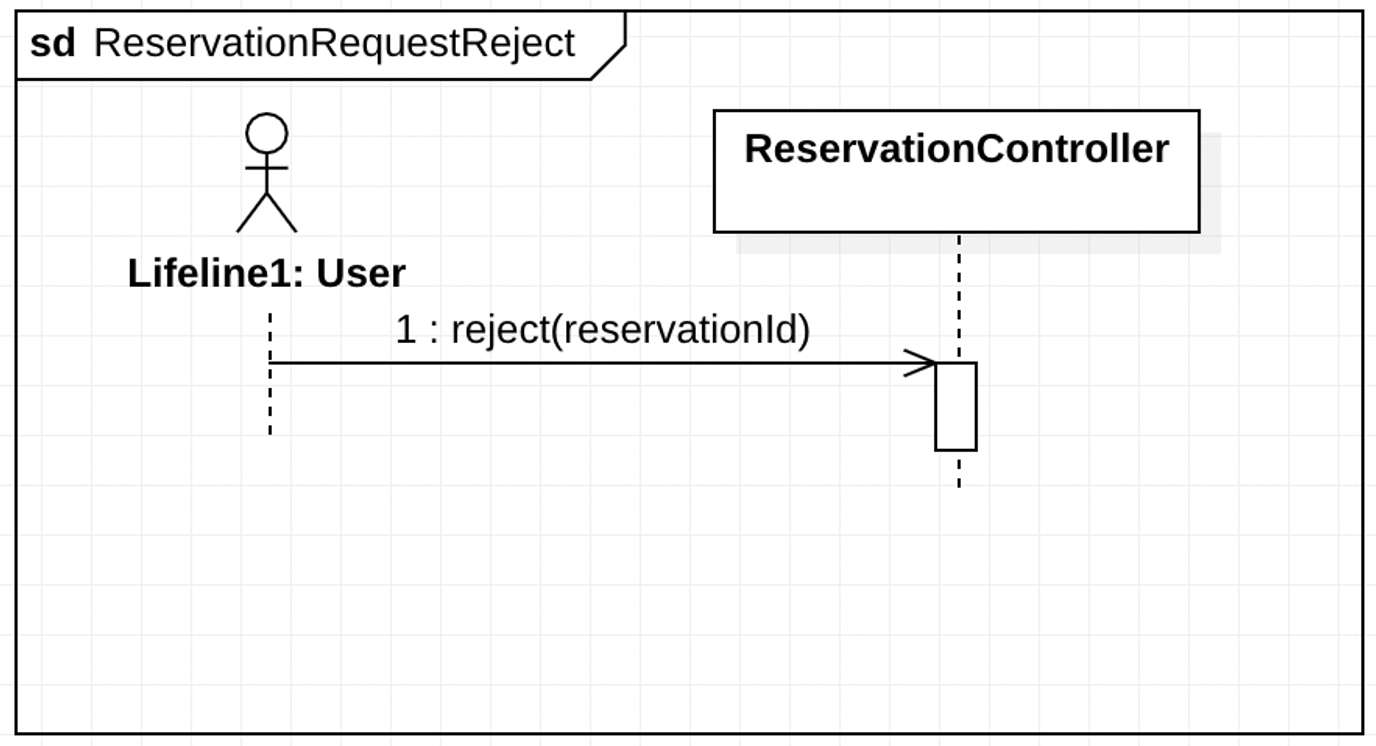 sd ReservationRequestReject
ReservationController
Lifeline1: User
1 : reject(reservationId)